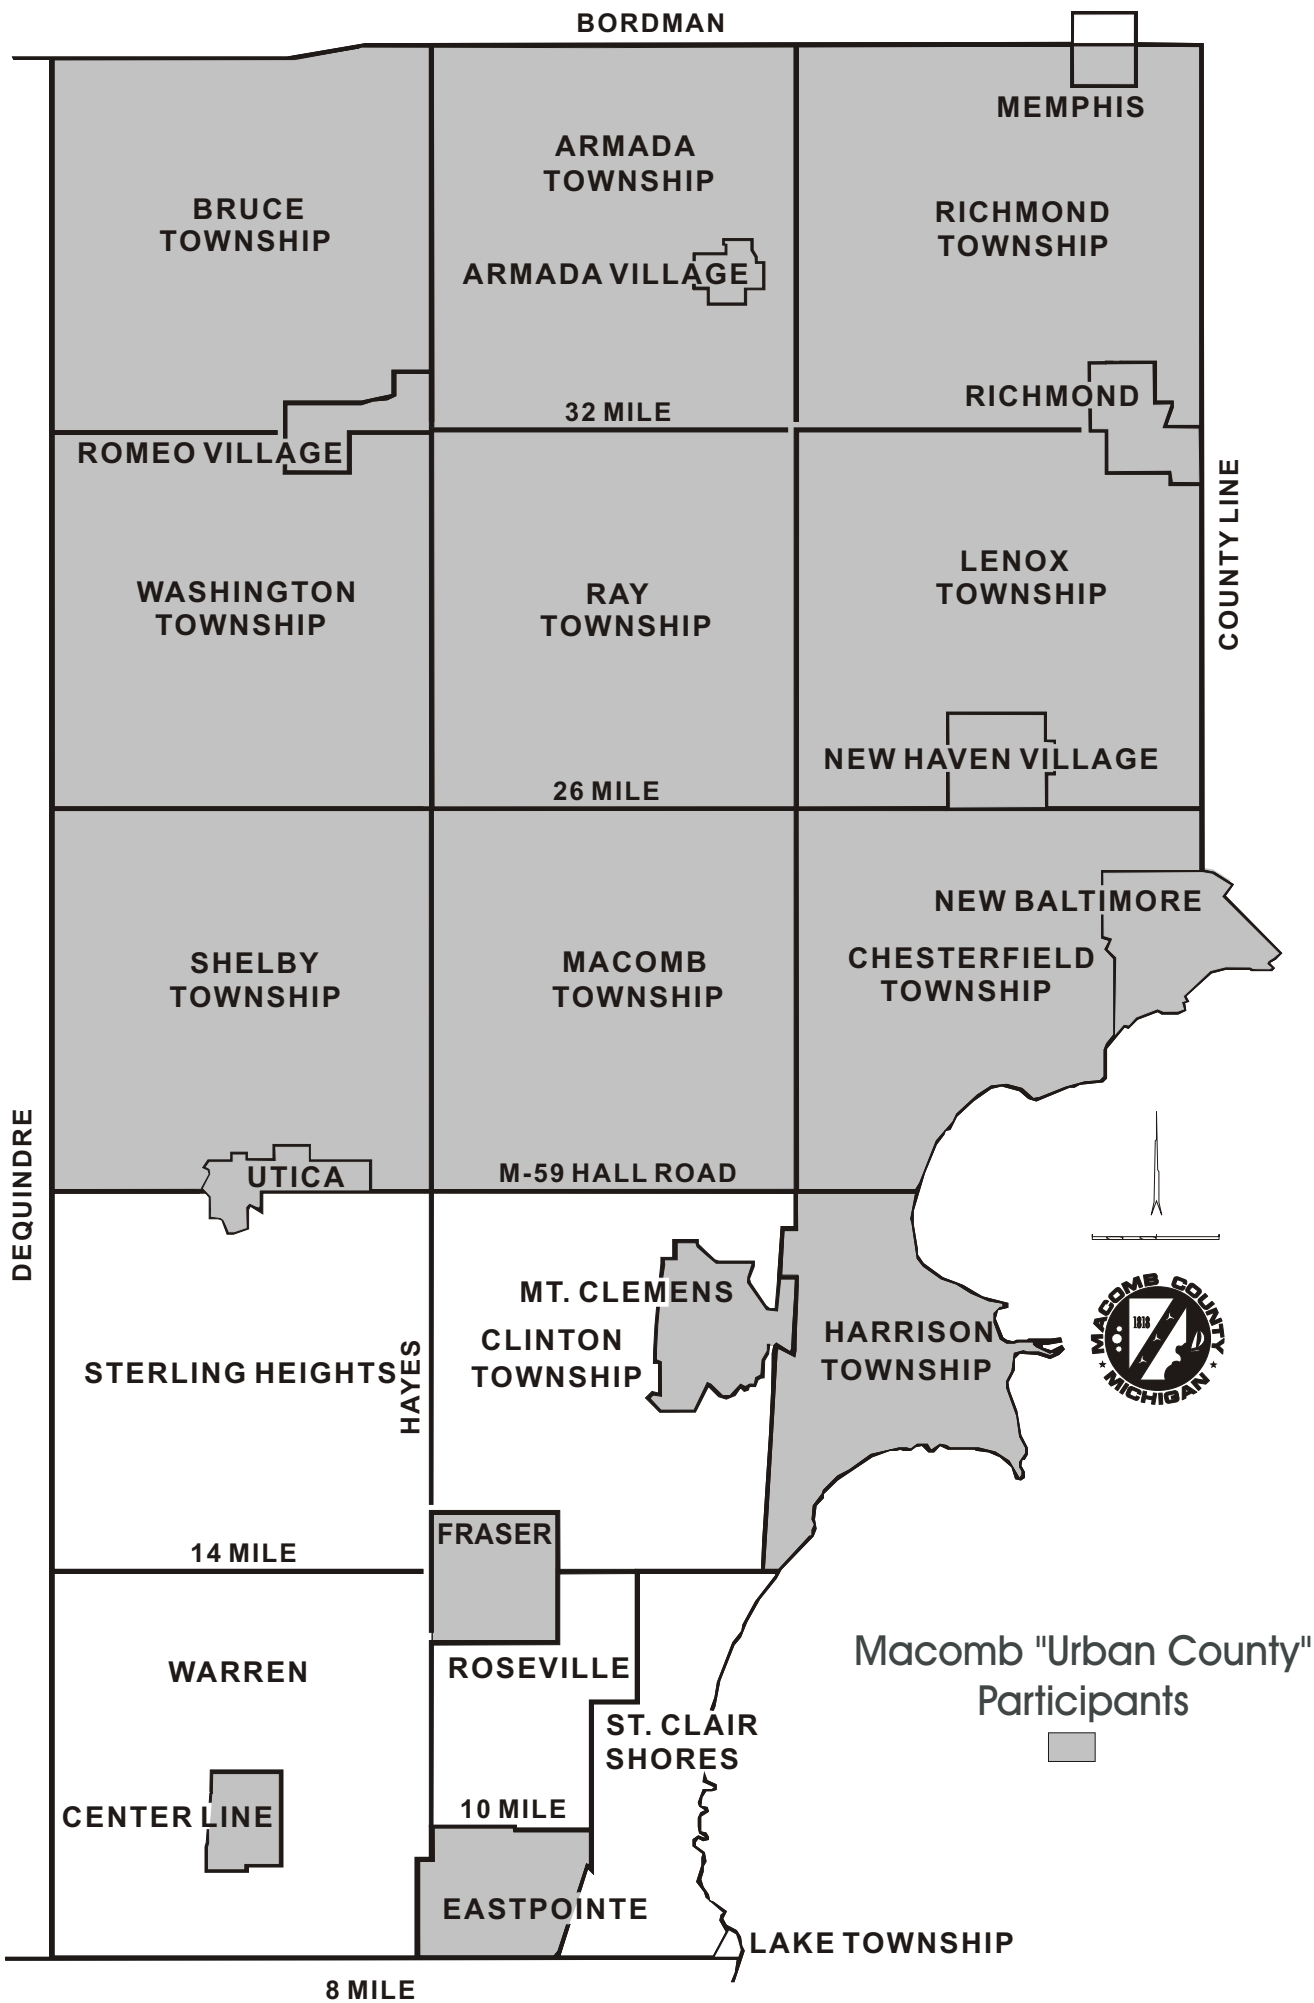 BORDMAN
MEMPHIS
ARMADA
TOWNSHIP
BRUCE
TOWNSHIP
RICHMOND
TOWNSHIP
ARMADA VILLAGE
RICHMOND
32 MILE
ROMEO VILLAGE
COUNTY LINE
LENOX
TOWNSHIP
WASHINGTON
TOWNSHIP
RAY
TOWNSHIP
NEW HAVEN VILLAGE
26 MILE
NEW BALTIMORE
SHELBY
TOWNSHIP
MACOMB
TOWNSHIP
CHESTERFIELD
TOWNSHIP
DEQUINDRE
UTICA
M-59 HALL ROAD
MT. CLEMENS
CLINTON
TOWNSHIP
HARRISON
TOWNSHIP
MACOMB COUNTY
1818
MICHIGAN
STERLING HEIGHTS
HAYES
FRASER
14 MILE
WARREN
ROSEVILLE
Macomb "Urban County"
Participants
ST. CLAIR
SHORES
CENTER LINE
10 MILE
EASTPOINTE
LAKE TOWNSHIP
8 MILE